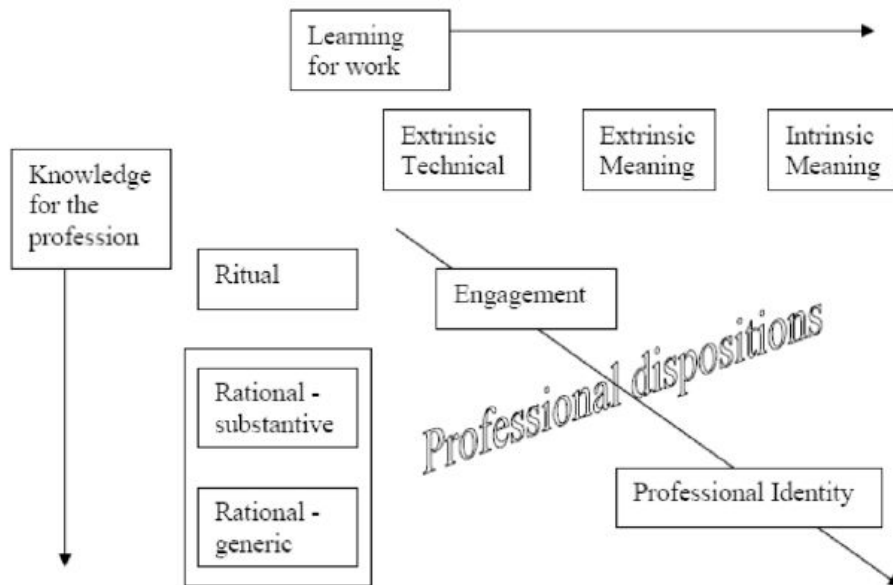 Learning
for work
Extrinsic
Technical
Extrinsic
Meaning
Intrinsic
Meaning
Knowledge
for the
profession
Ritual
Engagement
Professional dispositions
Rational -
substantive
Professional Identity
Rational -
generic